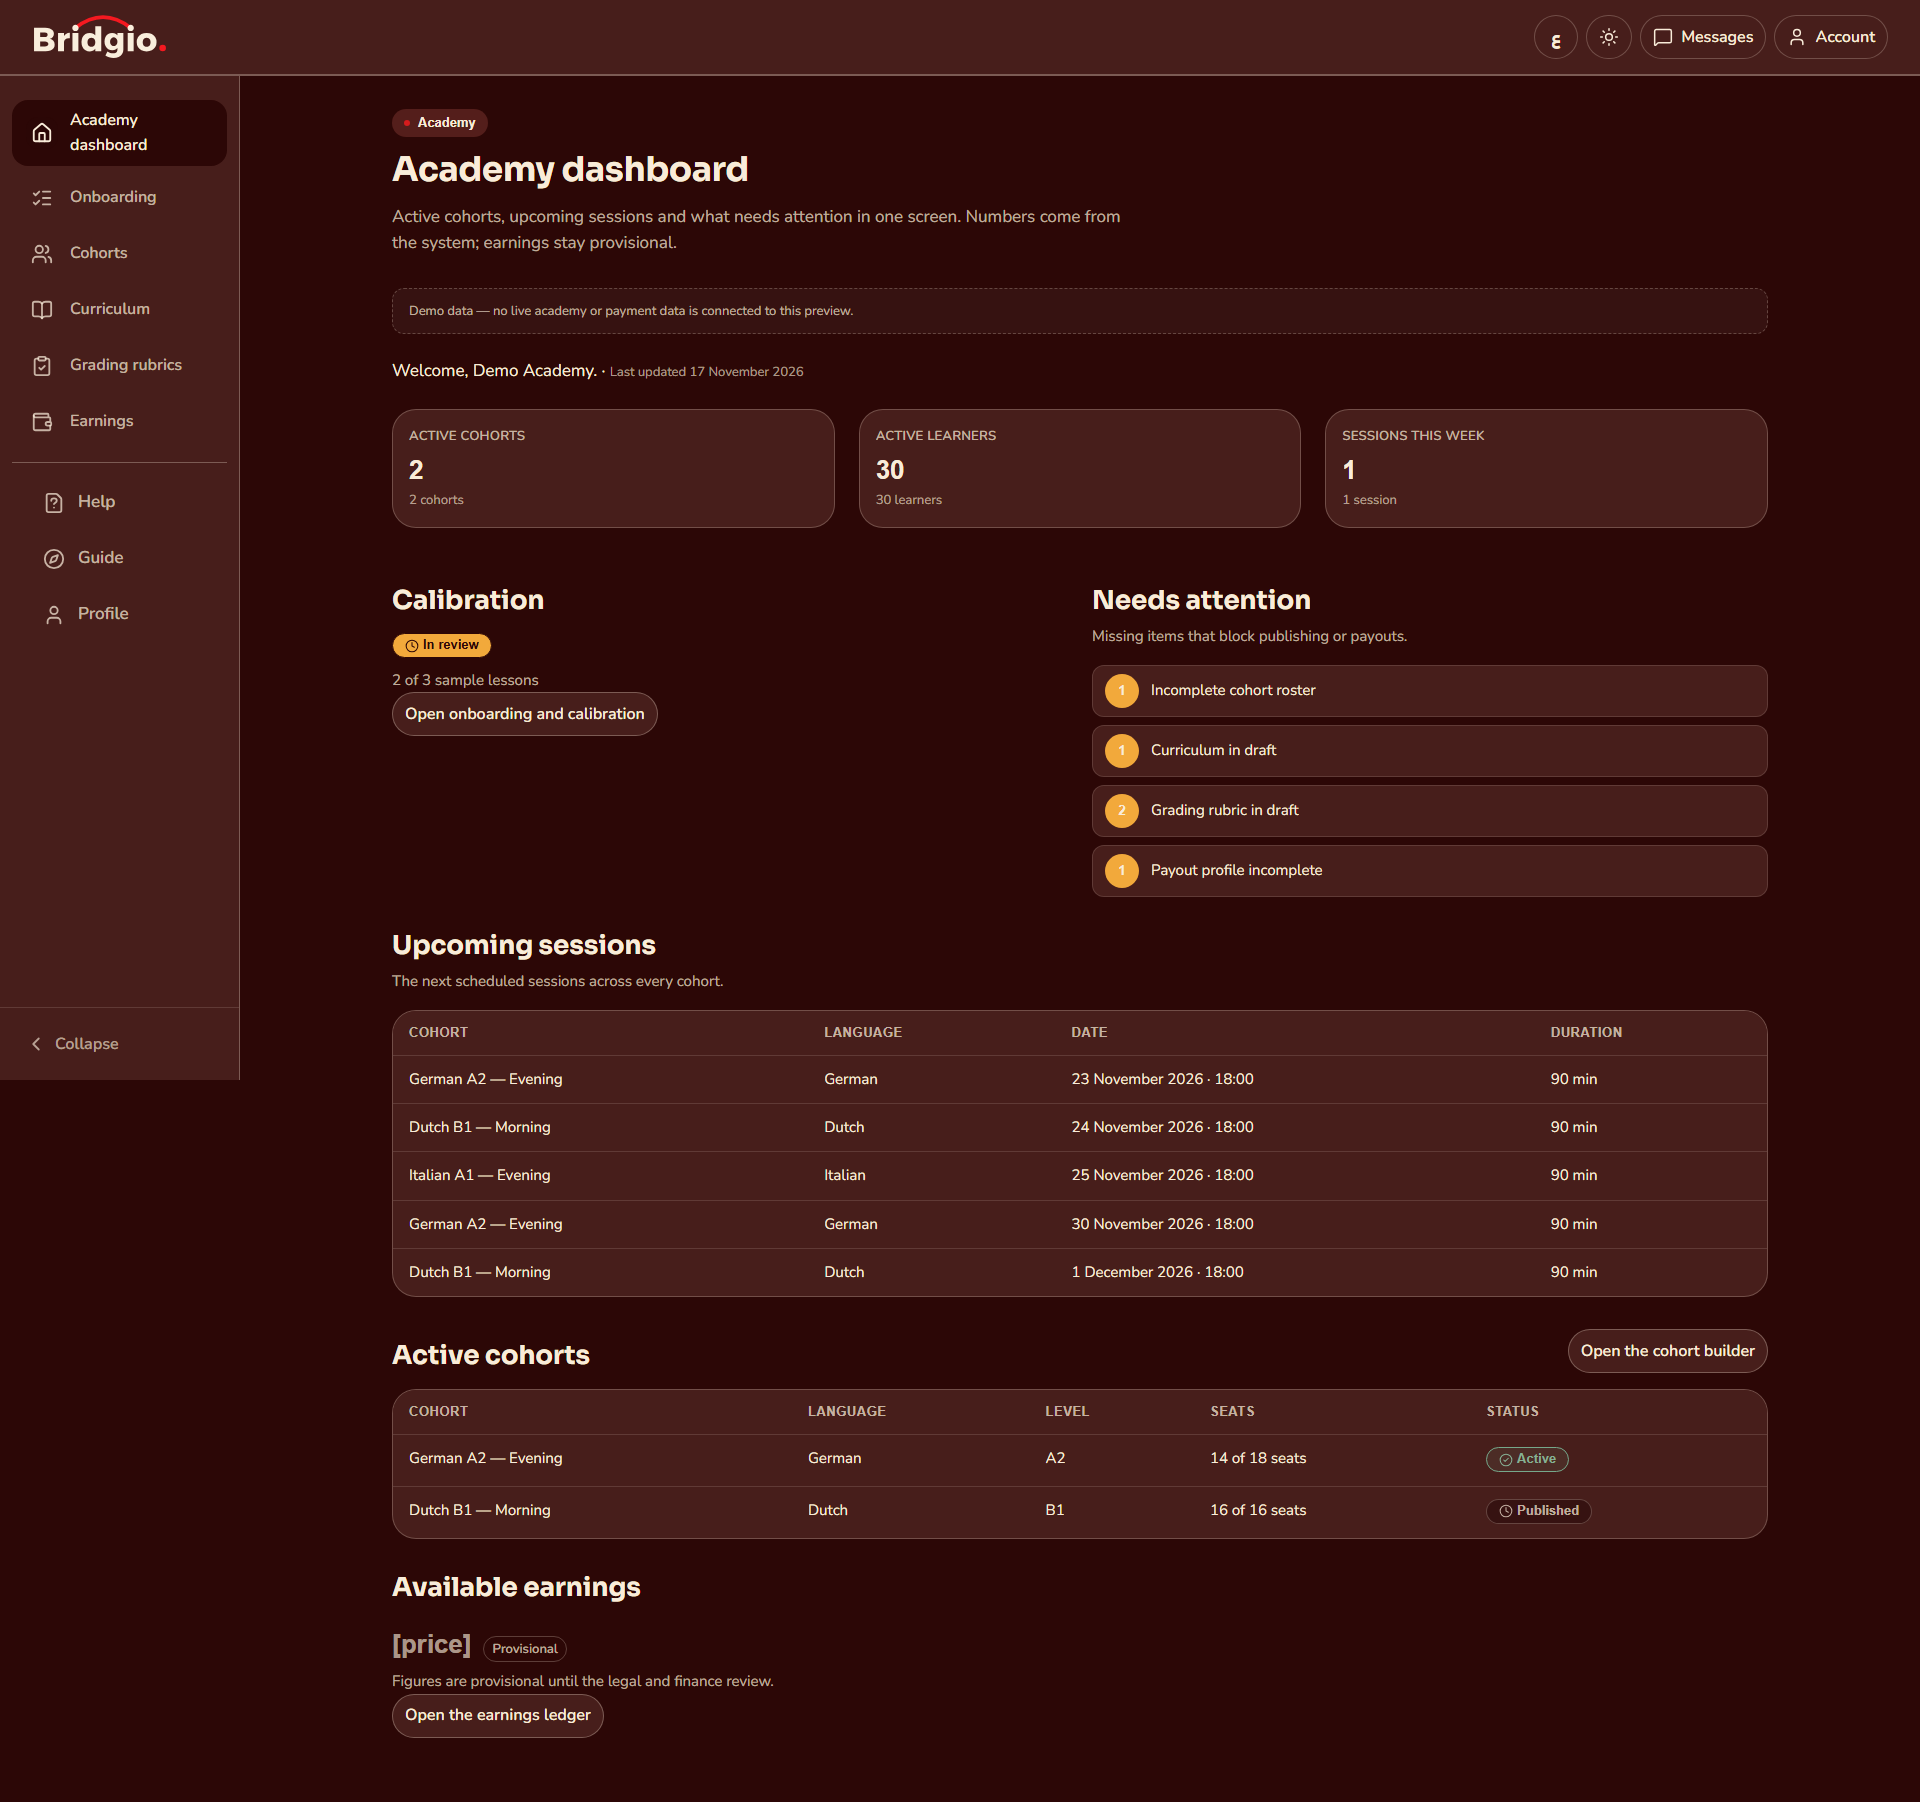 Bridgio.
ع
Messages
Account
Academy
dashboard
Onboarding
Cohorts
Curriculum
Grading rubrics
Earnings
Help
Guide
Profile
Collapse
Academy
Academy dashboard
Active cohorts, upcoming sessions and what needs attention in one screen. Numbers come from
the system; earnings stay provisional.
Demo data — no live academy or payment data is connected to this preview.
Welcome, Demo Academy. · Last updated 17 November 2026
ACTIVE COHORTS
2
2 cohorts
ACTIVE LEARNERS
30
30 learners
SESSIONS THIS WEEK
1
1 session
Calibration
In review
2 of 3 sample lessons
Open onboarding and calibration
Needs attention
Missing items that block publishing or payouts.
1 Incomplete cohort roster
1 Curriculum in draft
2 Grading rubric in draft
1 Payout profile incomplete
Upcoming sessions
The next scheduled sessions across every cohort.
COHORT LANGUAGE DATE DURATION
German A2 — Evening German 23 November 2026 · 18:00 90 min
Dutch B1 — Morning Dutch 24 November 2026 · 18:00 90 min
Italian A1 — Evening Italian 25 November 2026 · 18:00 90 min
German A2 — Evening German 30 November 2026 · 18:00 90 min
Dutch B1 — Morning Dutch 1 December 2026 · 18:00 90 min
Active cohorts
Open the cohort builder
COHORT LANGUAGE LEVEL SEATS STATUS
German A2 — Evening German A2 14 of 18 seats Active
Dutch B1 — Morning Dutch B1 16 of 16 seats Published
Available earnings
[price] Provisional
Figures are provisional until the legal and finance review.
Open the earnings ledger